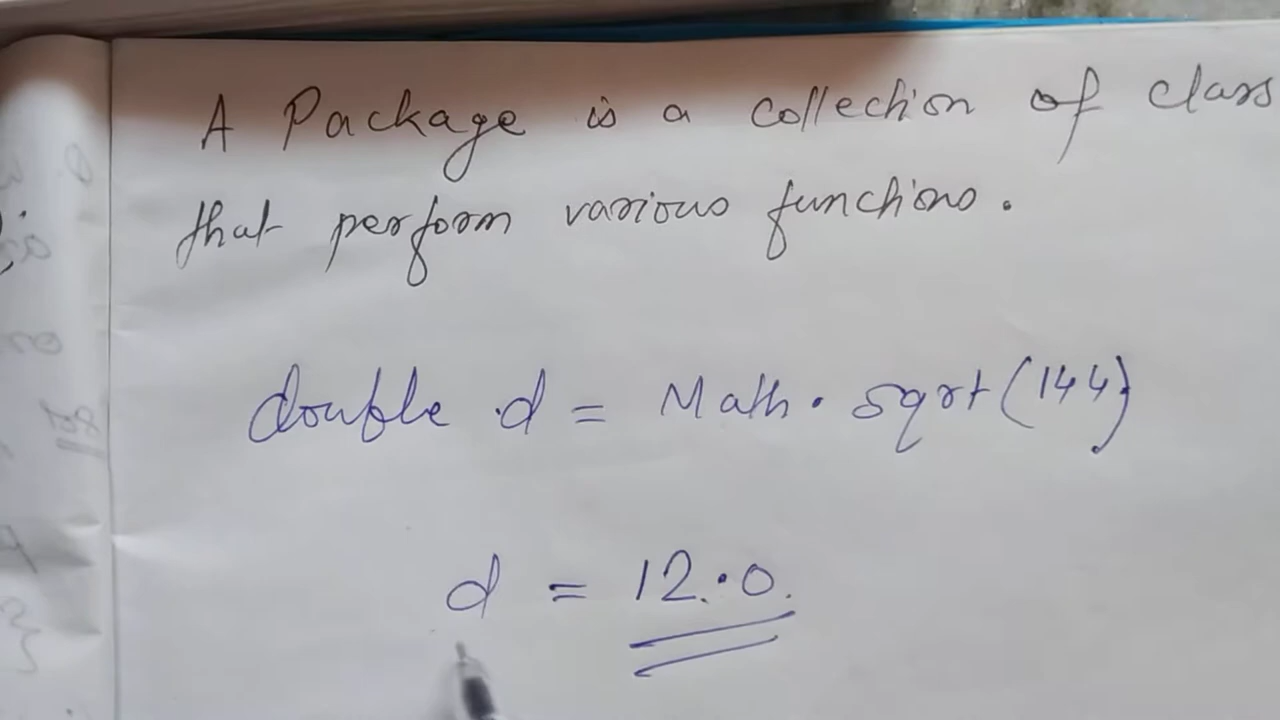 A Package is a collection of class
that perform various functions.
double d = Math.sqrt(144)
d = 12.0.